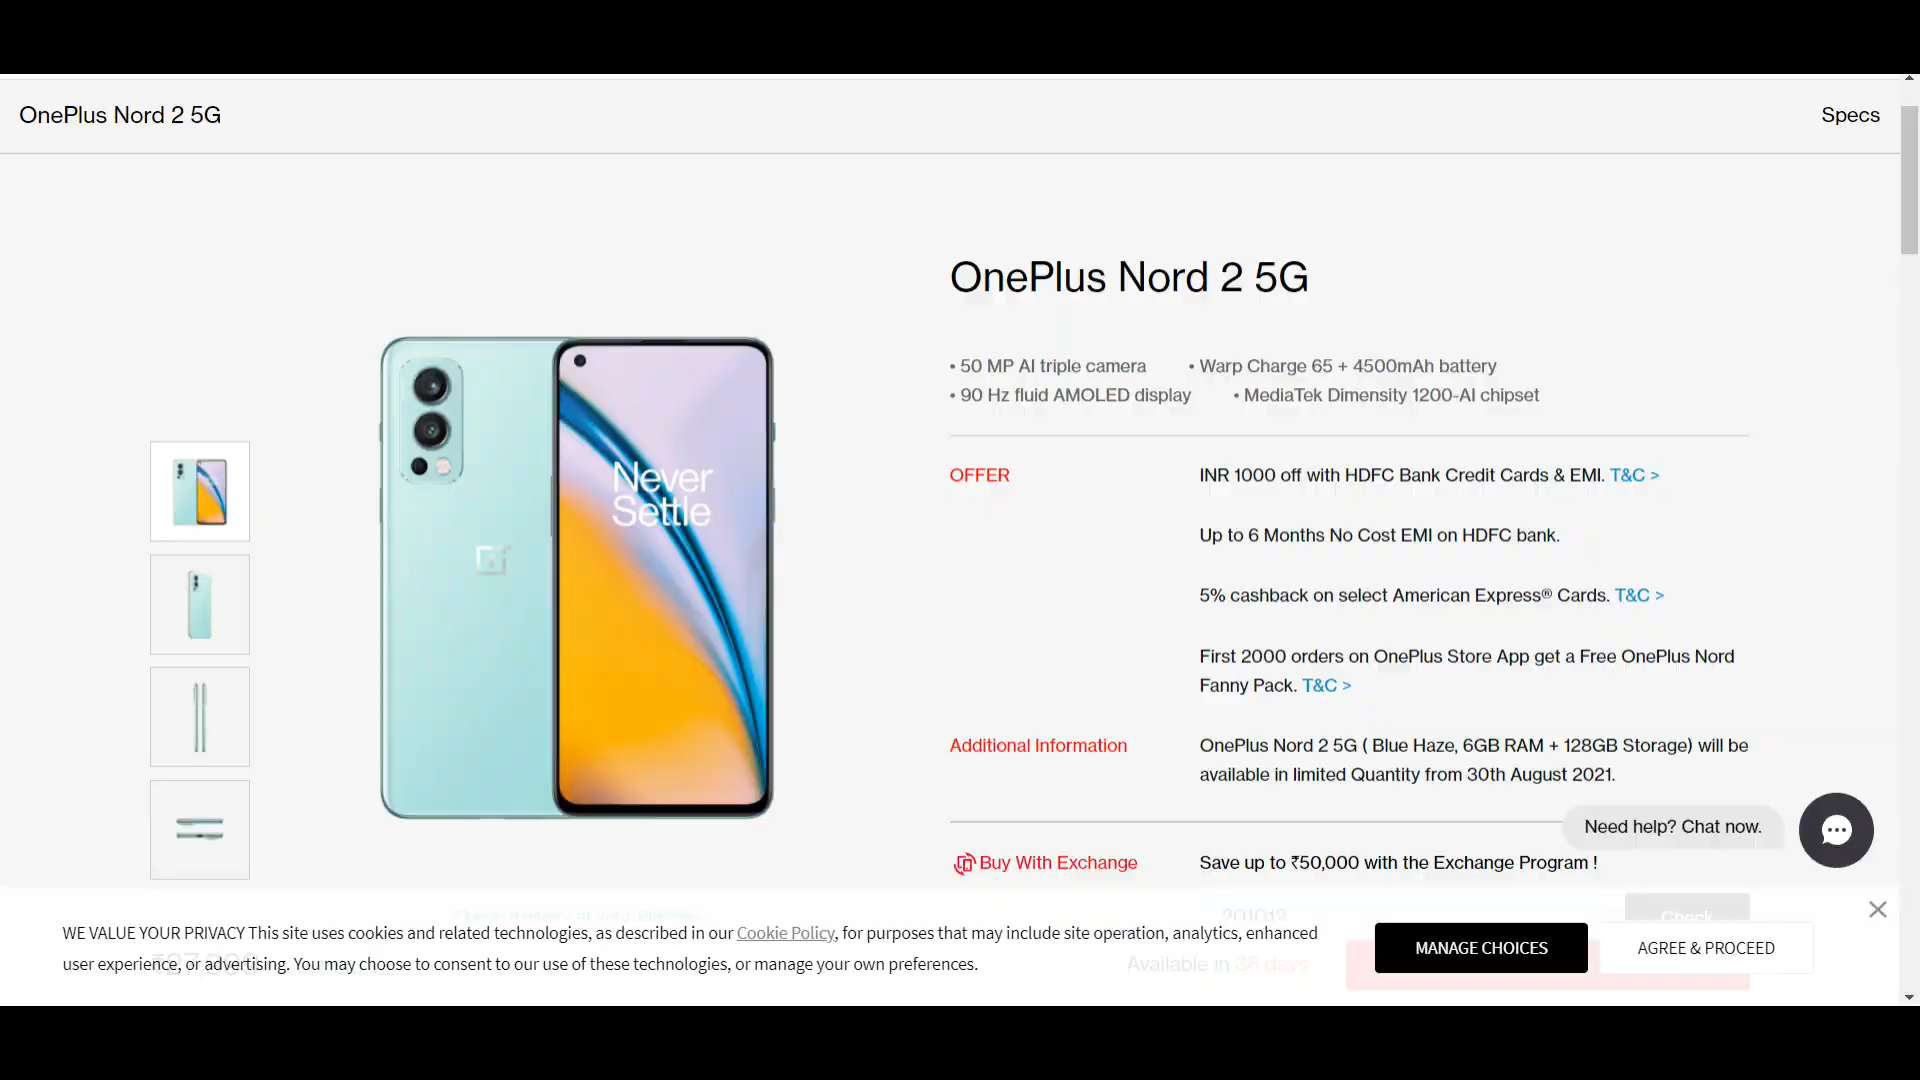 OnePlus Nord 2 5G
Specs
OnePlus Nord 2 5G
• 50 MP AI triple camera • Warp Charge 65 + 4500mAh battery
• 90 Hz fluid AMOLED display • MediaTek Dimensity 1200-AI chipset
Never
Settle
OFFER
INR 1000 off with HDFC Bank Credit Cards & EMI. T&C >
Up to 6 Months No Cost EMI on HDFC bank.
5% cashback on select American Express® Cards. T&C >
First 2000 orders on OnePlus Store App get a Free OnePlus Nord
Fanny Pack. T&C >
Additional Information
OnePlus Nord 2 5G ( Blue Haze, 6GB RAM + 128GB Storage) will be
available in limited Quantity from 30th August 2021.
Need help? Chat now.
Buy With Exchange
Save up to ₹50,000 with the Exchange Program !
201013
Check
WE VALUE YOUR PRIVACY This site uses cookies and related technologies, as described in our Cookie Policy, for purposes that may include site operation, analytics, enhanced
user experience, or advertising. You may choose to consent to our use of these technologies, or manage your own preferences.
MANAGE CHOICES
AGREE & PROCEED
Available in 38 days